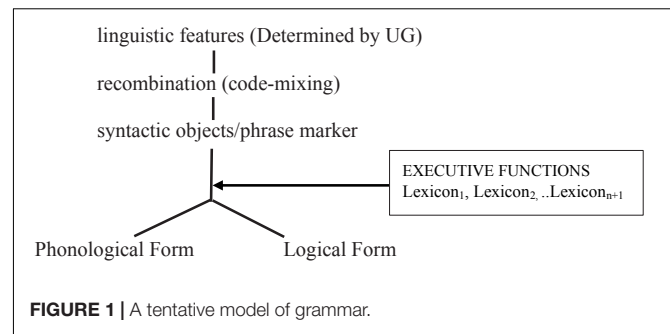 linguistic features (Determined by UG)
recombination (code-mixing)
syntactic objects/phrase marker
EXECUTIVE FUNCTIONS
Lexicon₁, Lexicon₂, ..Lexiconₙ₊₁
Phonological Form Logical Form
FIGURE 1 | A tentative model of grammar.